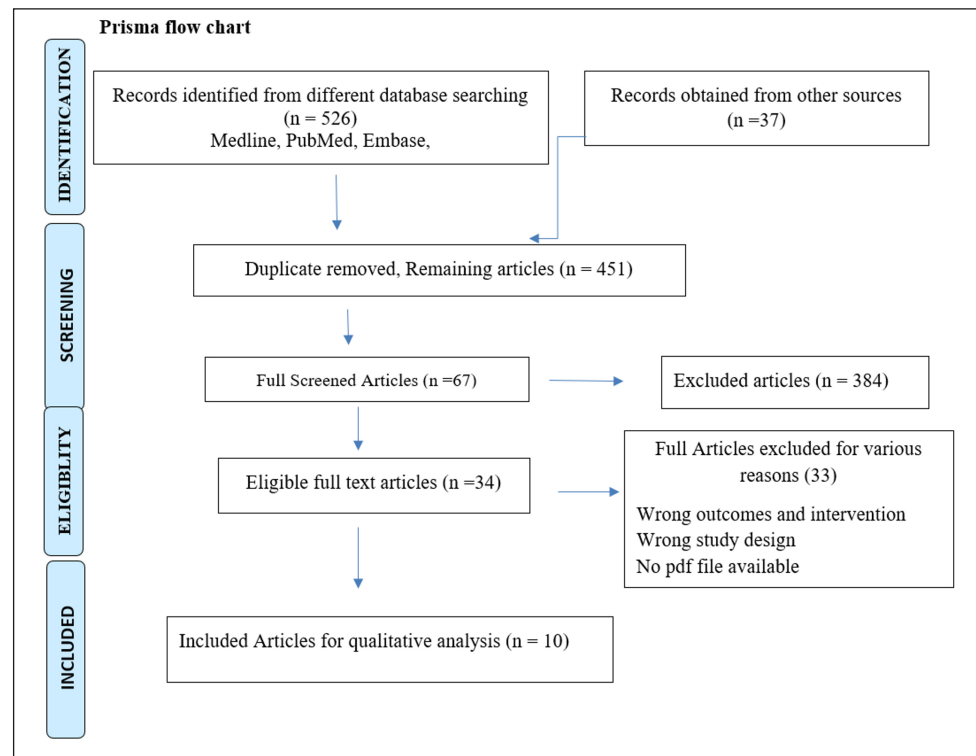 Prisma flow chart
IDENTIFICATION
Records identified from different database searching
(n = 526)
Medline, PubMed, Embase,
Records obtained from other sources
(n =37)
SCREENING
Duplicate removed, Remaining articles (n = 451)
Full Screened Articles (n =67)
Excluded articles (n = 384)
ELIGIBLITY
Eligible full text articles (n =34)
Full Articles excluded for various
reasons (33)
Wrong outcomes and intervention
Wrong study design
No pdf file available
INCLUDED
Included Articles for qualitative analysis (n = 10)